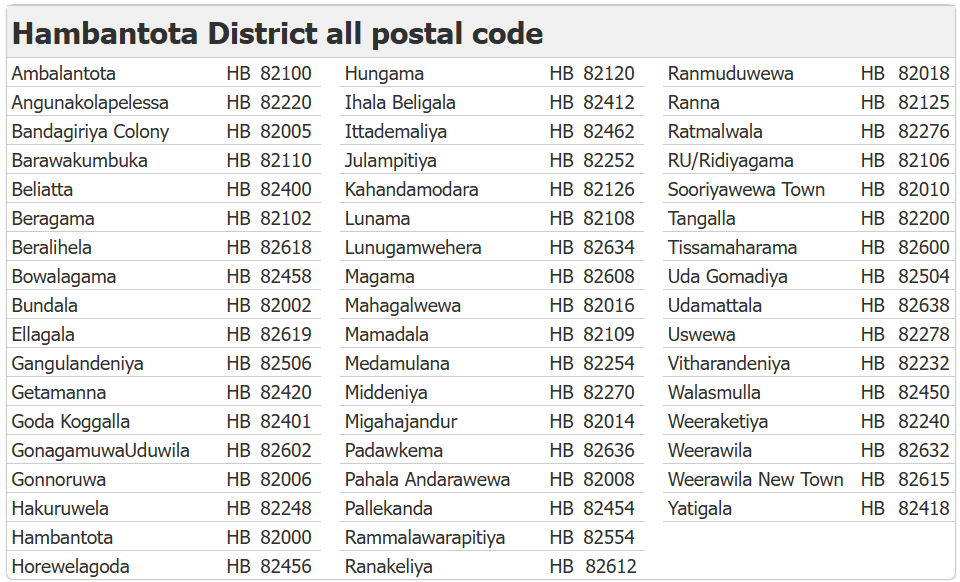 Hambantota District all postal code
Ambalantota HB 82100 Hungama HB 82120 Ranmuduwewa HB 82018
Angunakolapelessa HB 82220 Ihala Beligala HB 82412 Ranna HB 82125
Bandagiriya Colony HB 82005 Ittademaliya HB 82462 Ratmalwala HB 82276
Barawakumbuka HB 82110 Julampitiya HB 82252 RU/Ridiyagama HB 82106
Beliatta HB 82400 Kahandamodara HB 82126 Sooriyawewa Town HB 82010
Beragama HB 82102 Lunama HB 82108 Tangalla HB 82200
Beralihela HB 82618 Lunugamwehera HB 82634 Tissamaharama HB 82600
Bowalagama HB 82458 Magama HB 82608 Uda Gomadiya HB 82504
Bundala HB 82002 Mahagalwewa HB 82016 Udamattala HB 82638
Ellagala HB 82619 Mamadala HB 82109 Uswewa HB 82278
Gangulandeniya HB 82506 Medamulana HB 82254 Vitharandeniya HB 82232
Getamanna HB 82420 Middeniya HB 82270 Walasmulla HB 82450
Goda Koggalla HB 82401 Migahajandur HB 82014 Weeraketiya HB 82240
GonagamuwaUduwila HB 82602 Padawkema HB 82636 Weerawila HB 82632
Gonnoruwa HB 82006 Pahala Andarawewa HB 82008 Weerawila New Town HB 82615
Hakuruwela HB 82248 Pallekanda HB 82454 Yatigala HB 82418
Hambantota HB 82000 Rammalawarapitiya HB 82554
Horewelagoda HB 82456 Ranakeliya HB 82612